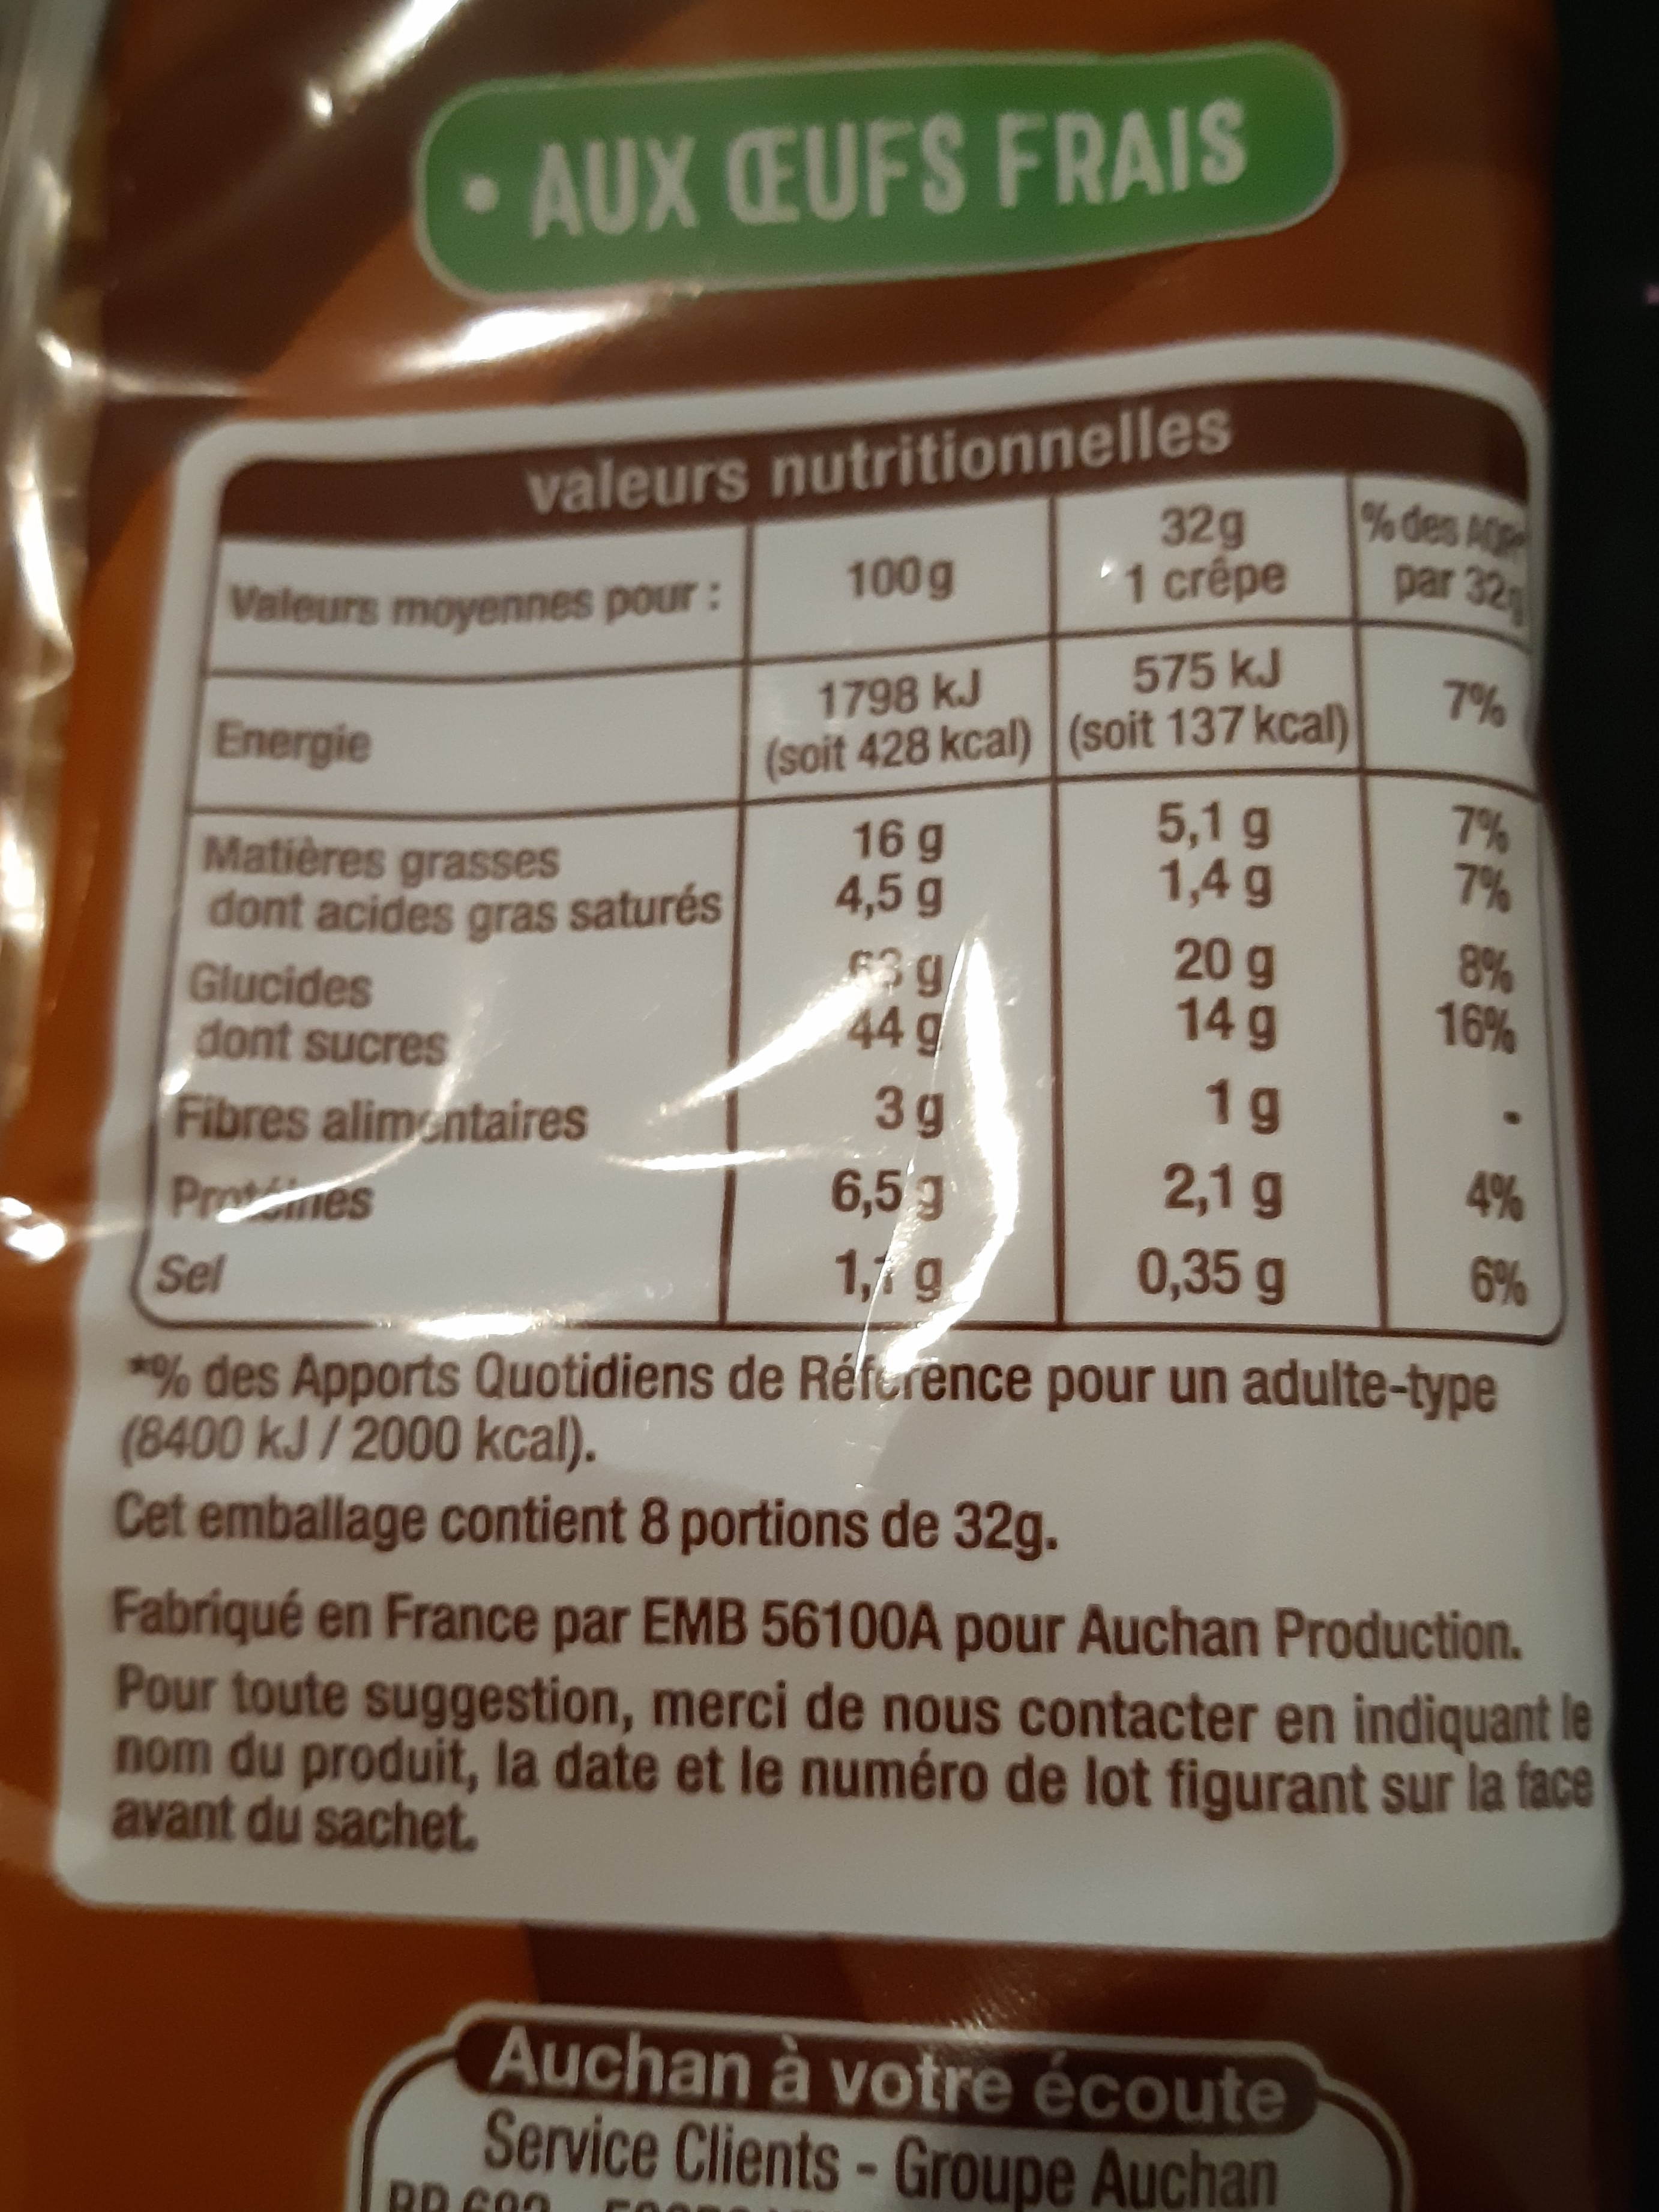 • AUX ŒUFS FRAIS
valeurs nutritionnelles
Valeurs moyennes pour : 100g 32g 1 crêpe % des AQR* par 32g
Energie 1798 kJ (soit 428 kcal) 575 kJ (soit 137 kcal) 7%
Matières grasses 16 g 5,1 g 7%
dont acides gras saturés 4,5 g 1,4 g 7%
Glucides 63 g 20 g 8%
dont sucres 44 g 14 g 16%
Fibres alimentaires 3 g 1 g -
Protéines 6,5 g 2,1 g 4%
Sel 1,1 g 0,35 g 6%
*% des Apports Quotidiens de Référence pour un adulte-type
(8400 kJ / 2000 kcal).
Cet emballage contient 8 portions de 32g.
Fabriqué en France par EMB 56100A pour Auchan Production.
Pour toute suggestion, merci de nous contacter en indiquant le
nom du produit, la date et le numéro de lot figurant sur la face
avant du sachet.
Auchan à votre écoute
Service Clients - Groupe Auchan